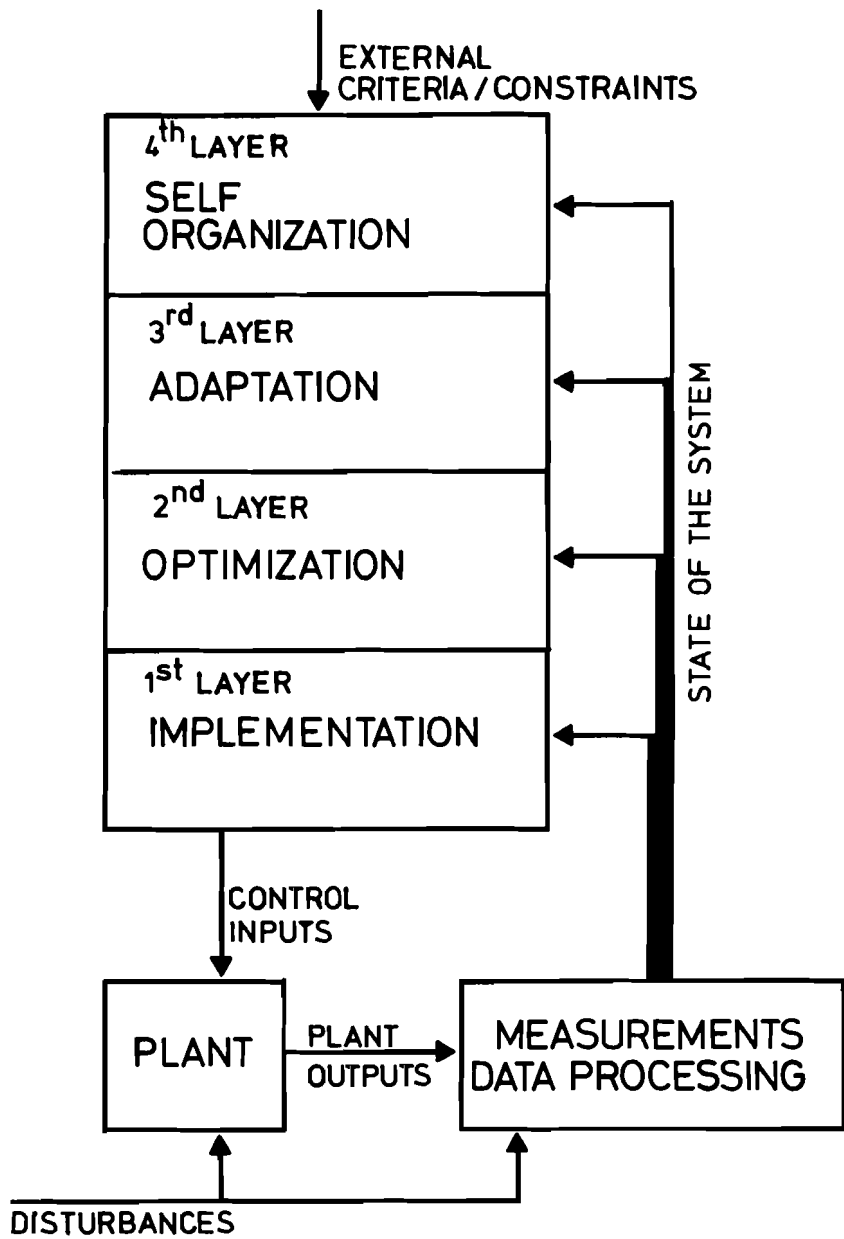 EXTERNAL
CRITERIA/CONSTRAINTS
4th LAYER
SELF
ORGANIZATION
3rd LAYER
ADAPTATION
2nd LAYER
OPTIMIZATION
1st LAYER
IMPLEMENTATION
STATE OF THE SYSTEM
CONTROL
INPUTS
PLANT
PLANT
OUTPUTS
MEASUREMENTS
DATA PROCESSING
DISTURBANCES